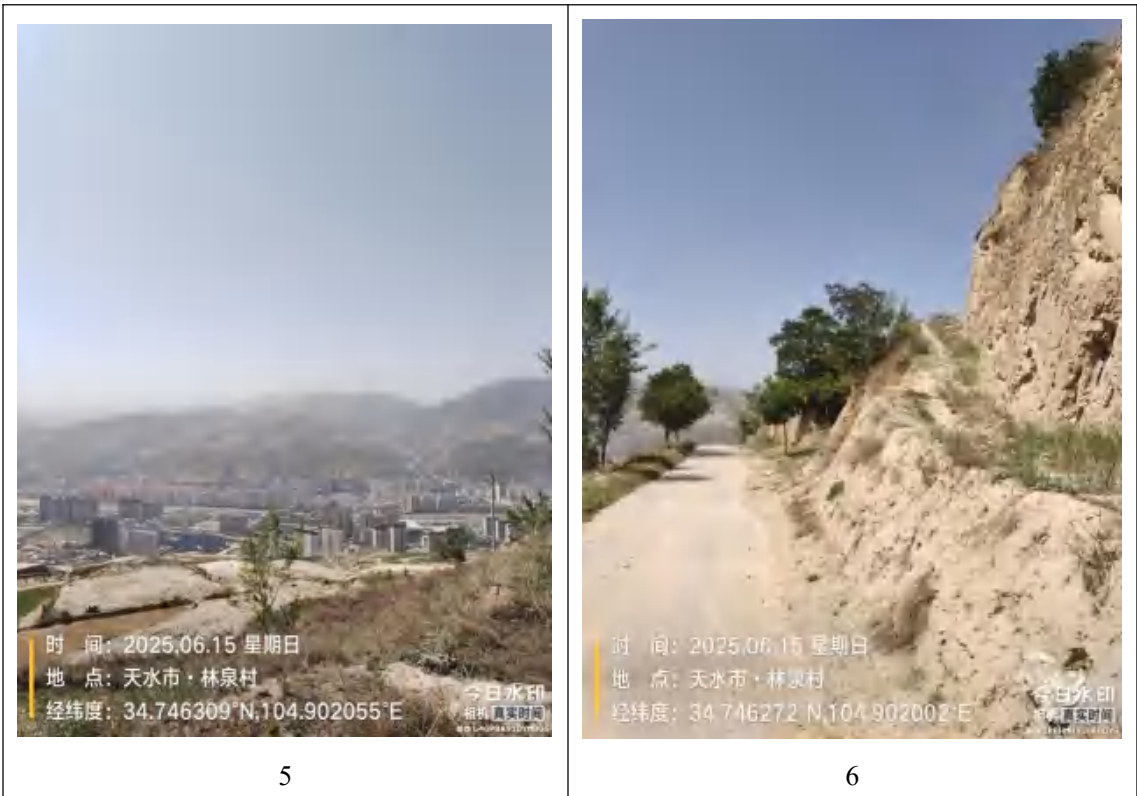 时 间：2025.06.15 星期日
地 点：天水市·林泉村
经纬度：34.746309°N,104.902055°E
今日水印
相机 真实时间
5
时 间：2025.06.15 星期日
地 点：天水市·林泉村
经纬度：34.746272°N,104.902002°E
今日水印
相机 真实时间
6